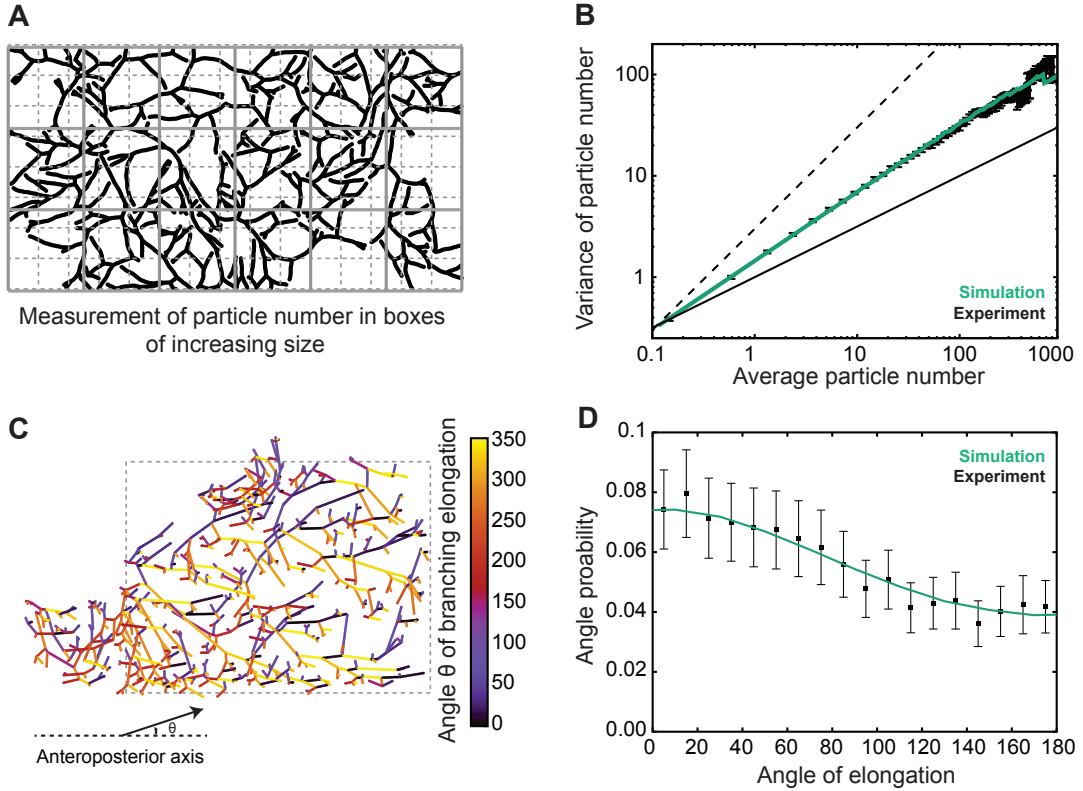 A
Measurement of particle number in boxes
of increasing size
B
Variance of particle number
100
10
1
0.1
1
10
100
1000
Simulation
Experiment
Average particle number
C
Angle θ of branching elongation
350
300
250
200
150
100
50
0
θ
Anteroposterior axis
D
Angle proability
0.1
0.08
0.06
0.04
0.02
0.00
0
20
40
60
80
100
120
140
160
180
Simulation
Experiment
Angle of elongation